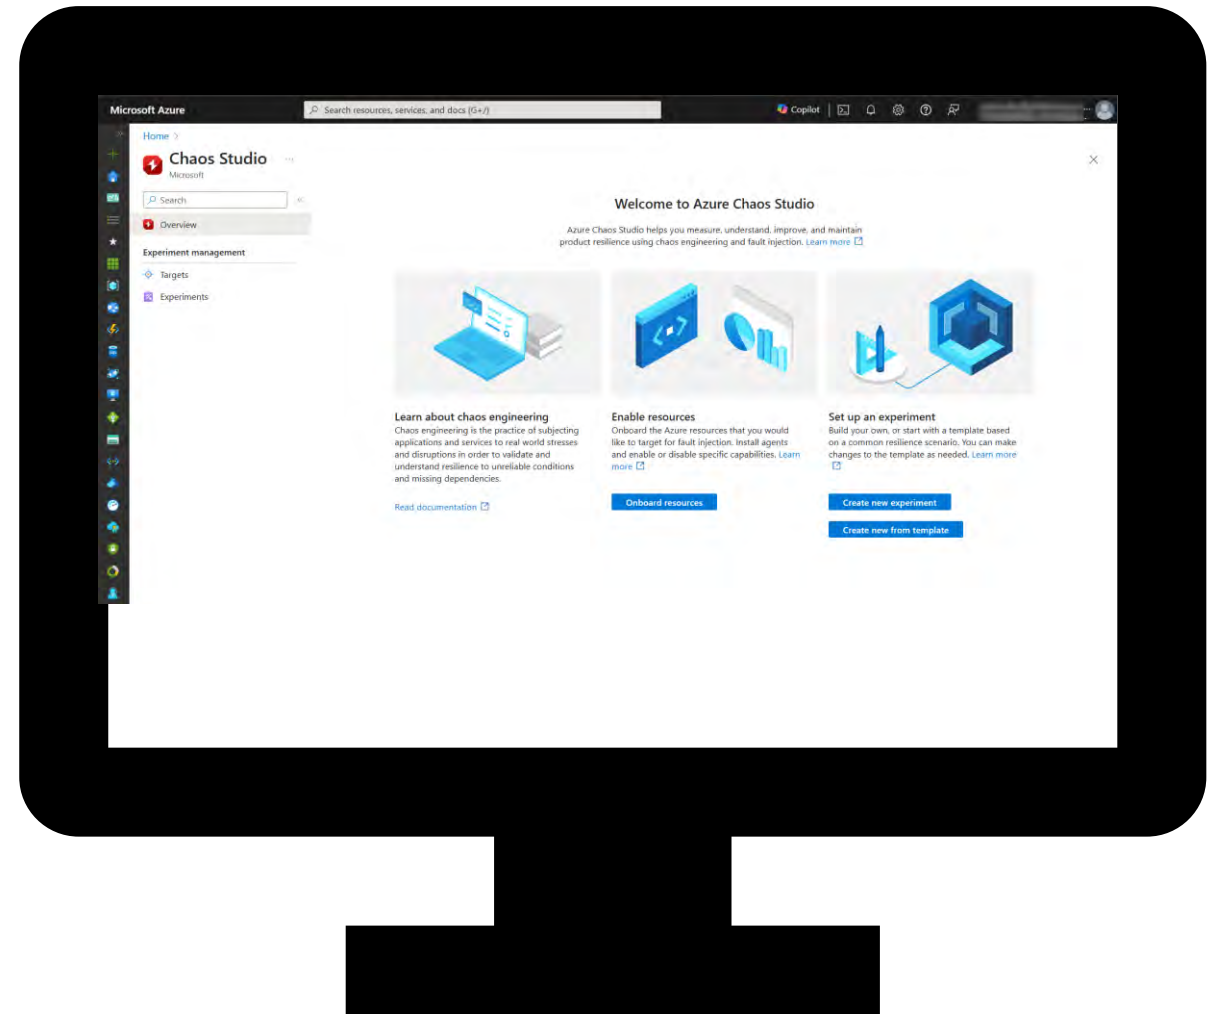 Microsoft Azure
Search resources, services, and docs (G+/)
Copilot
Home >
Chaos Studio ...
Microsoft
Search
Overview
Experiment management
Targets
Experiments
Welcome to Azure Chaos Studio
Azure Chaos Studio helps you measure, understand, improve, and maintain
product resilience using chaos engineering and fault injection. Learn more
Learn about chaos engineering
Chaos engineering is the practice of subjecting
applications and services to real world stresses
and disruptions in order to validate and
understand resilience to unreliable conditions
and missing dependencies.
Read documentation
Enable resources
Onboard the Azure resources that you would
like to target for fault injection. Install agents
and enable or disable specific capabilities. Learn
more
Onboard resources
Set up an experiment
Build your own, or start with a template based
on a common resilience scenario. You can make
changes to the template as needed. Learn more
Create new experiment
Create new from template